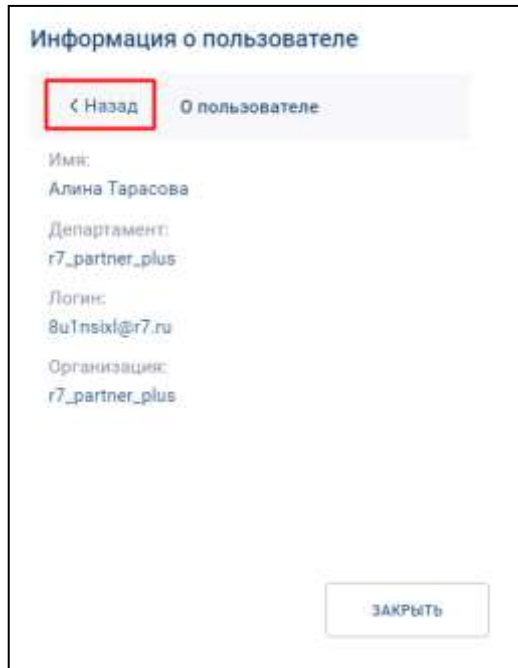 Информация о пользователе
< Назад О пользователе
Имя:
Алина Тарасова
Департамент:
r7_partner_plus
Логин:
8u1nsixl@r7.ru
Организация:
r7_partner_plus
ЗАКРЫТЬ